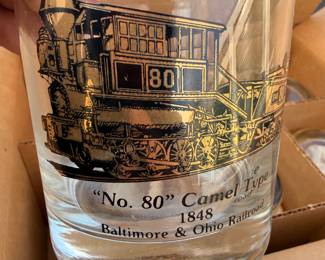 80
"No. 80" Camel Type
1848
Baltimore & Ohio Railroad